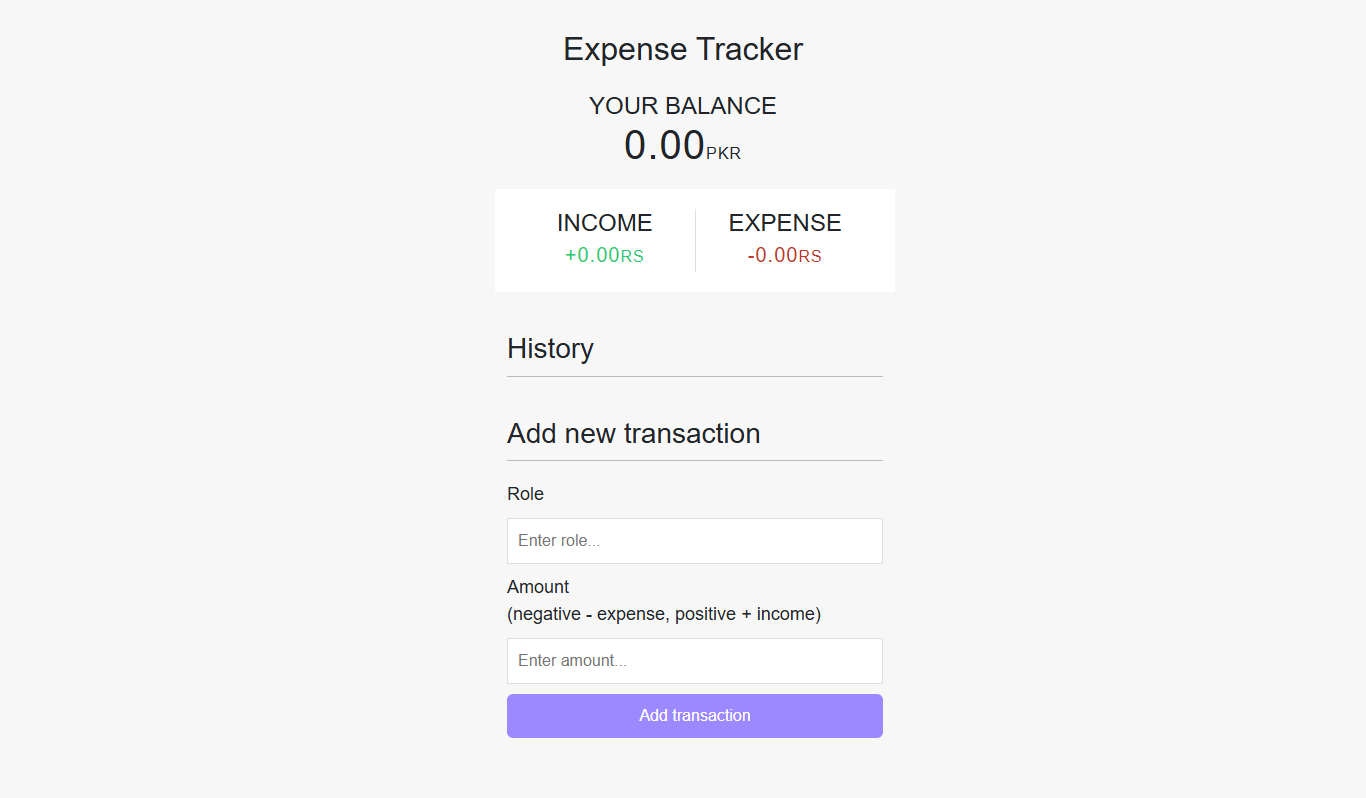 Expense Tracker
YOUR BALANCE
0.00PKR
INCOME
+0.00RS
EXPENSE
-0.00RS
History
Add new transaction
Role
Enter role...
Amount
(negative - expense, positive + income)
Enter amount...
Add transaction